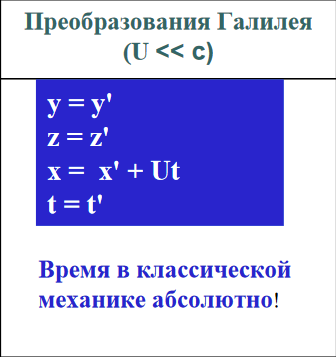 Преобразования Галилея
(U << c)
y = y'
z = z'
x = x' + Ut
t = t'
Время в классической
механике абсолютно!